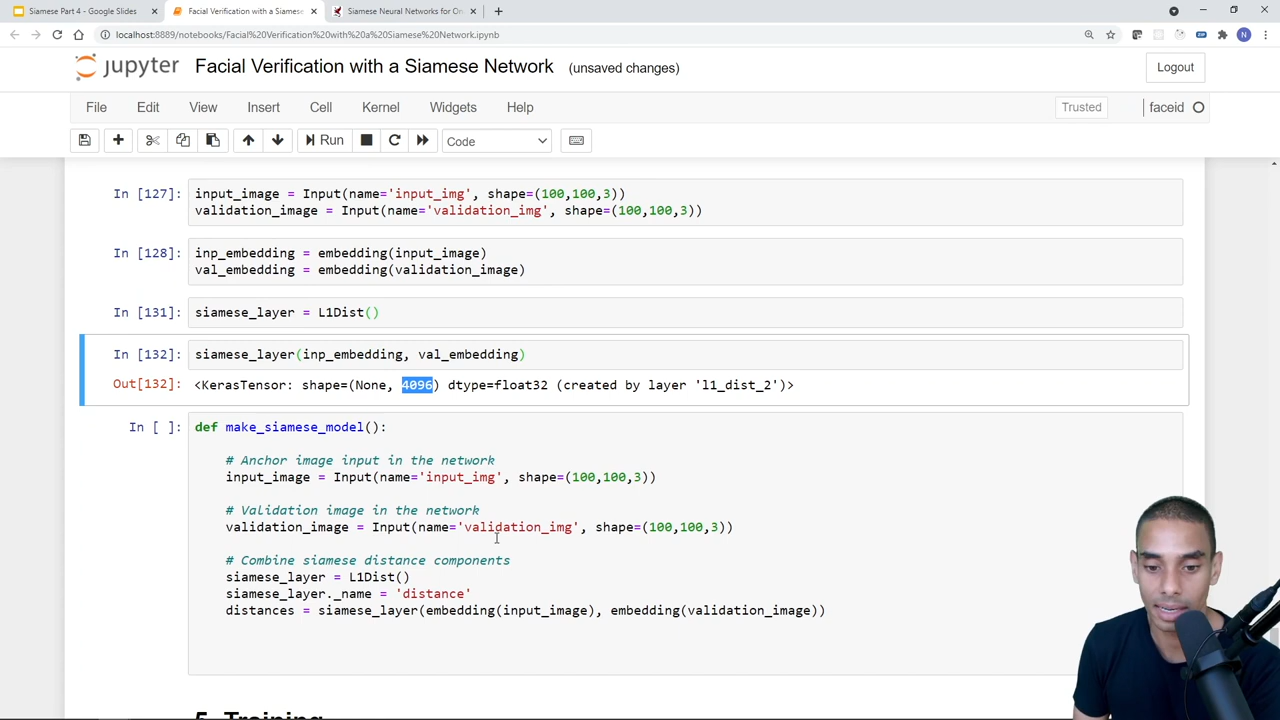 Siamese Part 4 - Google Slides
Facial Verification with a Siamese
Siamese Neural Networks for On
localhost:8889/notebooks/Facial%20Verification%20with%20a%20Siamese%20Network.ipynb
N
jupyter
Facial Verification with a Siamese Network (unsaved changes)
Logout
File Edit View Insert Cell Kernel Widgets Help
Trusted
faceid
Run
Code
In [127]: input_image = Input(name='input_img', shape=(100,100,3))
validation_image = Input(name='validation_img', shape=(100,100,3))
In [128]: inp_embedding = embedding(input_image)
val_embedding = embedding(validation_image)
In [131]: siamese_layer = L1Dist()
In [132]: siamese_layer(inp_embedding, val_embedding)
Out[132]: <KerasTensor: shape=(None, 4096) dtype=float32 (created by layer 'l1_dist_2')>
In [ ]: def make_siamese_model():
# Anchor image input in the network
input_image = Input(name='input_img', shape=(100,100,3))
# Validation image in the network
validation_image = Input(name='validation_img', shape=(100,100,3))
# Combine siamese distance components
siamese_layer = L1Dist()
siamese_layer._name = 'distance'
distances = siamese_layer(embedding(input_image), embedding(validation_image))
5. Training